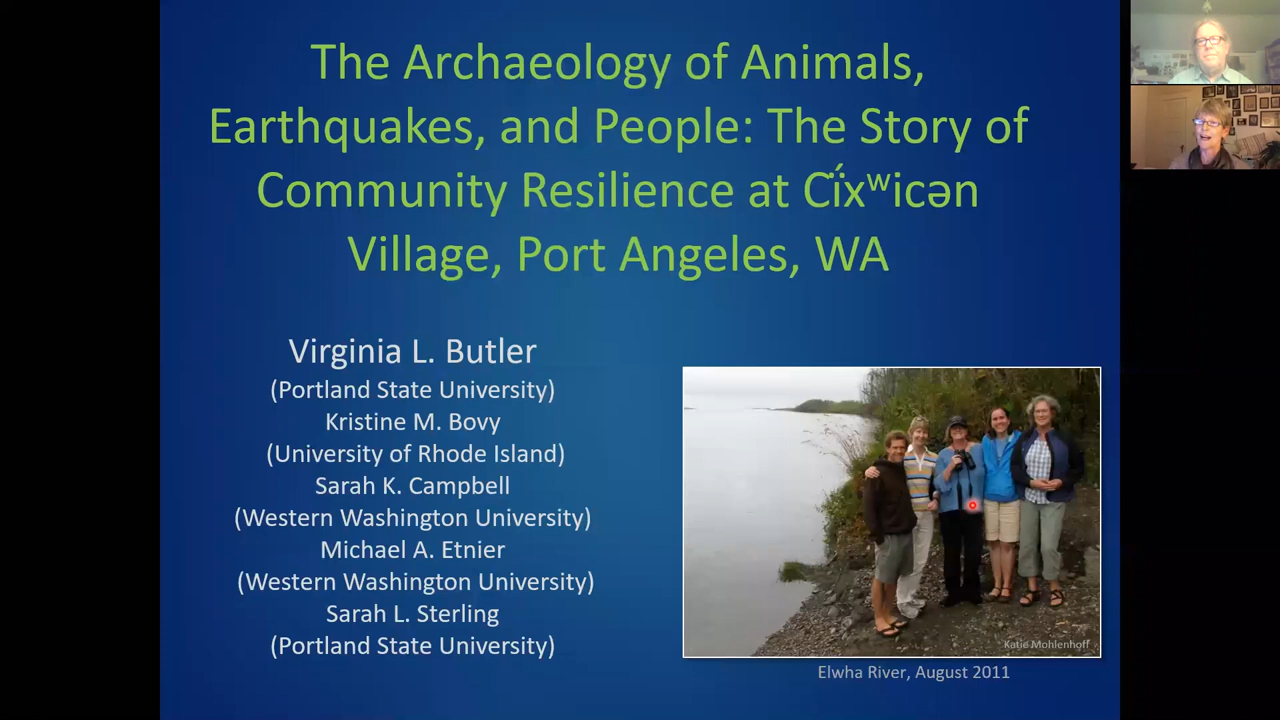 The Archaeology of Animals,
Earthquakes, and People: The Story of
Community Resilience at Cḯxʷicən
Village, Port Angeles, WA
Virginia L. Butler
(Portland State University)
Kristine M. Bovy
(University of Rhode Island)
Sarah K. Campbell
(Western Washington University)
Michael A. Etnier
(Western Washington University)
Sarah L. Sterling
(Portland State University)
Katie Mohlenhoff
Elwha River, August 2011